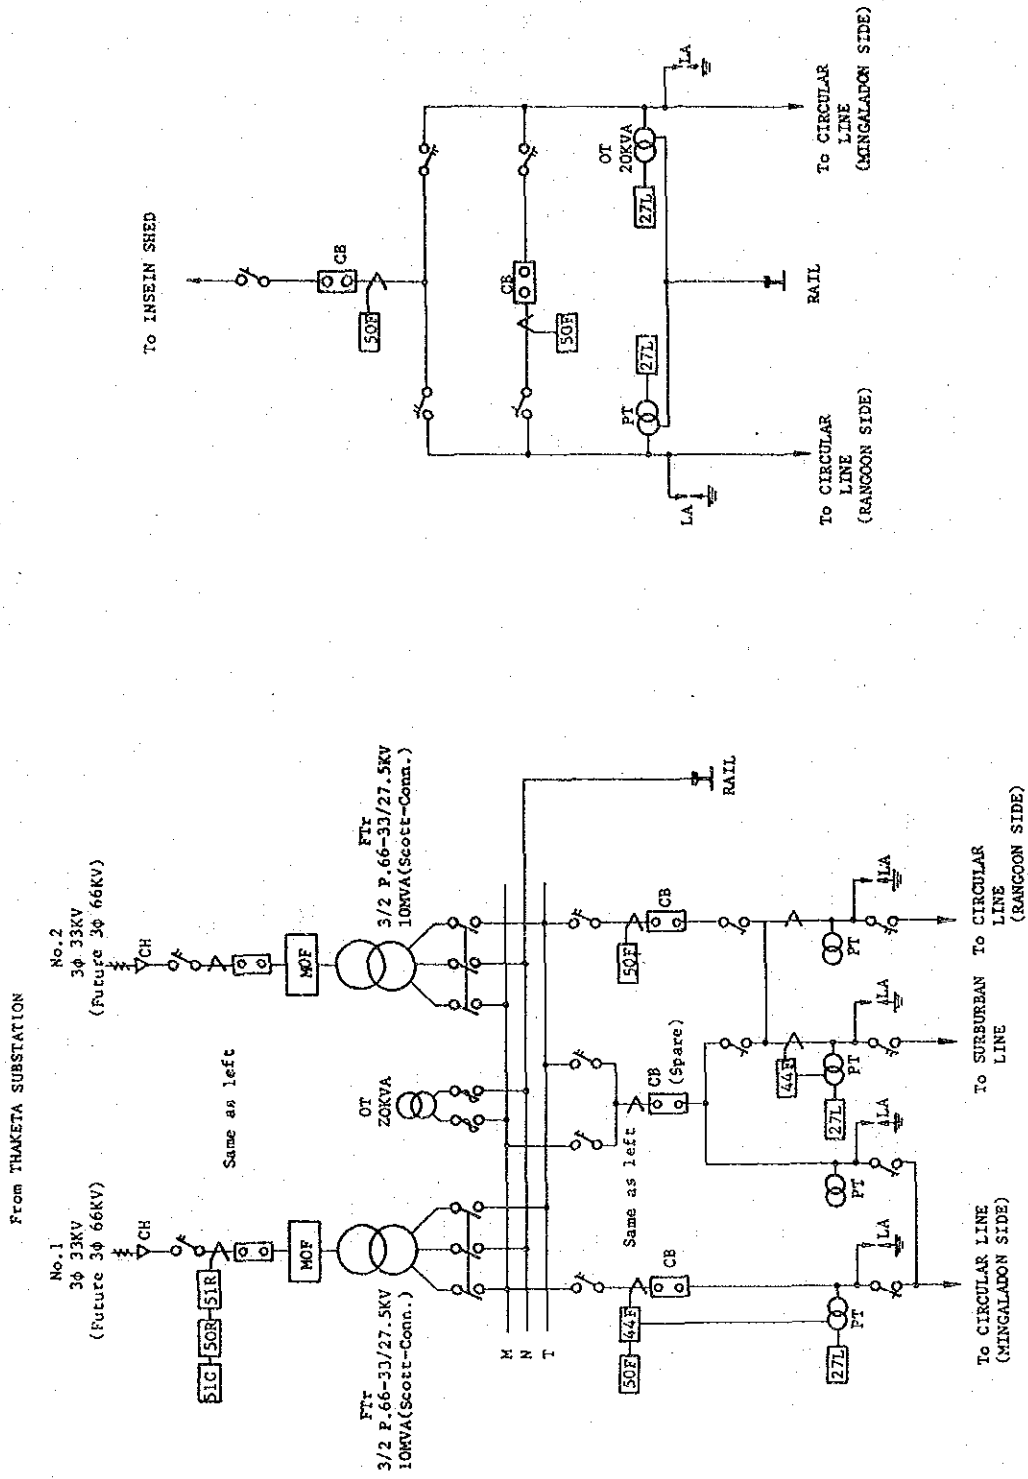 From THAKETA SUBSTATION
No.1
3φ 33KV
(Future 3φ 66KV)
CH
51C
50R
51R
Same as left
MOF
FTr
3/2 P.66-33/27.5KV
10MVA(Scott-Conn.)
No.2
3φ 33KV
(Future 3φ 66KV)
CH
MOF
FTr
3/2 P.66-33/27.5KV
10MVA(Scott-Conn.)
OT
20KVA
M
N
T
RAIL
50F
44F
CB
Same as left
CB
(Spare)
50F
CB
27L
PT
LA
PT
LA
44F
27L
PT
LA
PT
LA
To CIRCULAR LINE
(MINGALADON SIDE)
To SURBURBAN
LINE
To CIRCULAR
LINE
(RANGOON SIDE)
To INSEIN SHED
CB
50F
CB
50F
PT
27L
OT
20KVA
27L
LA
LA
RAIL
To CIRCULAR
LINE
(RANGOON SIDE)
To CIRCULAR
LINE
(MINGALADON SIDE)